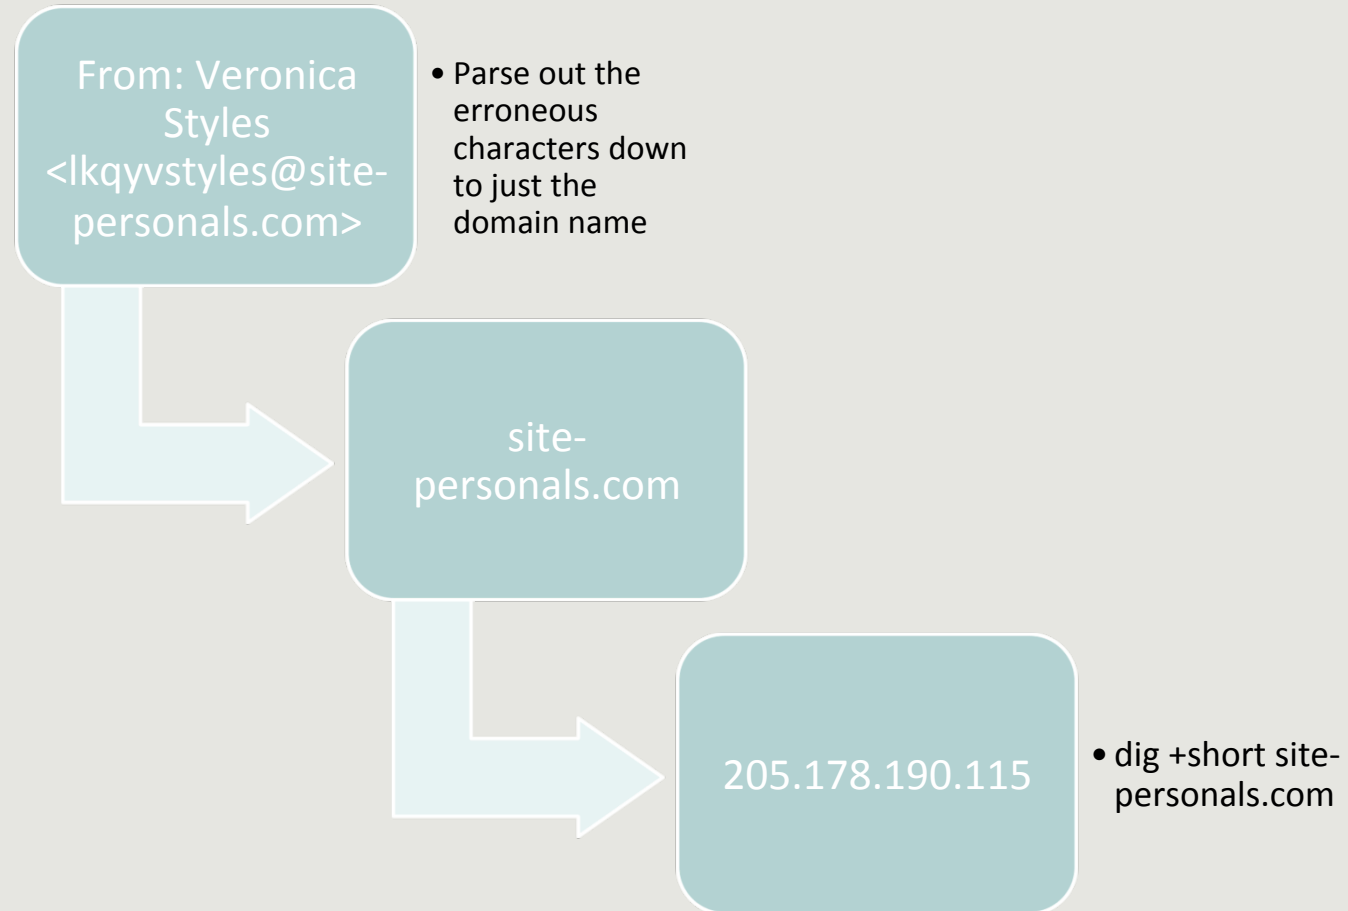 From: Veronica
Styles
<lkqyvstyles@site-
personals.com>
• Parse out the
erroneous
characters down
to just the
domain name
site-
personals.com
205.178.190.115
• dig +short site-
personals.com